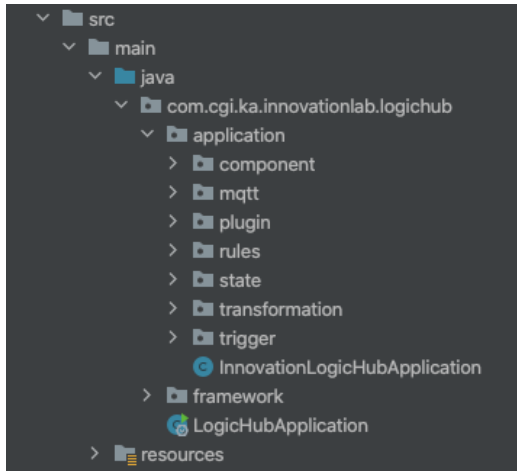 src
main
java
com.cgi.ka.innovationlab.logichub
application
component
mqtt
plugin
rules
state
transformation
trigger
InnovationLogicHubApplication
framework
LogicHubApplication
resources